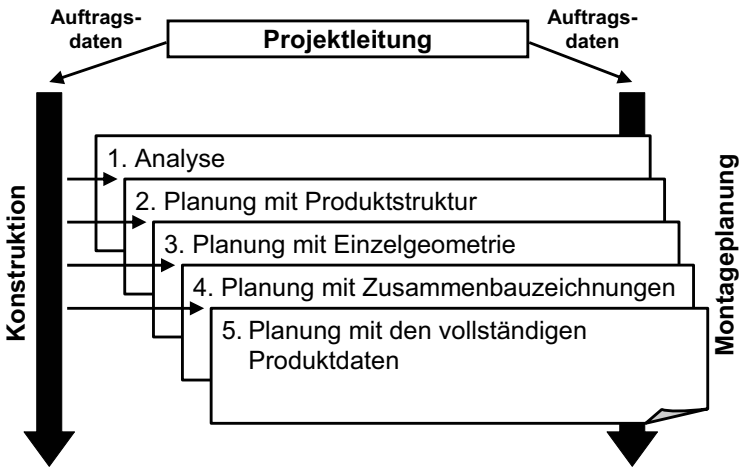 Auftrags-
daten
Projektleitung
Auftrags-
daten
Konstruktion
1. Analyse
2. Planung mit Produktstruktur
3. Planung mit Einzelgeometrie
4. Planung mit Zusammenbauzeichnungen
5. Planung mit den vollständigen
Produktdaten
Montageplanung